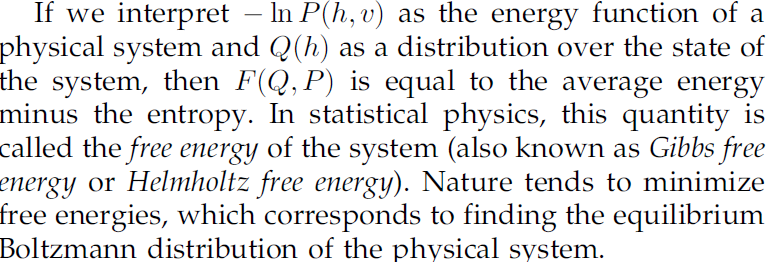 If we interpret − ln P(h, v) as the energy function of a
physical system and Q(h) as a distribution over the state of
the system, then F(Q, P) is equal to the average energy
minus the entropy. In statistical physics, this quantity is
called the free energy of the system (also known as Gibbs free
energy or Helmholtz free energy). Nature tends to minimize
free energies, which corresponds to finding the equilibrium
Boltzmann distribution of the physical system.